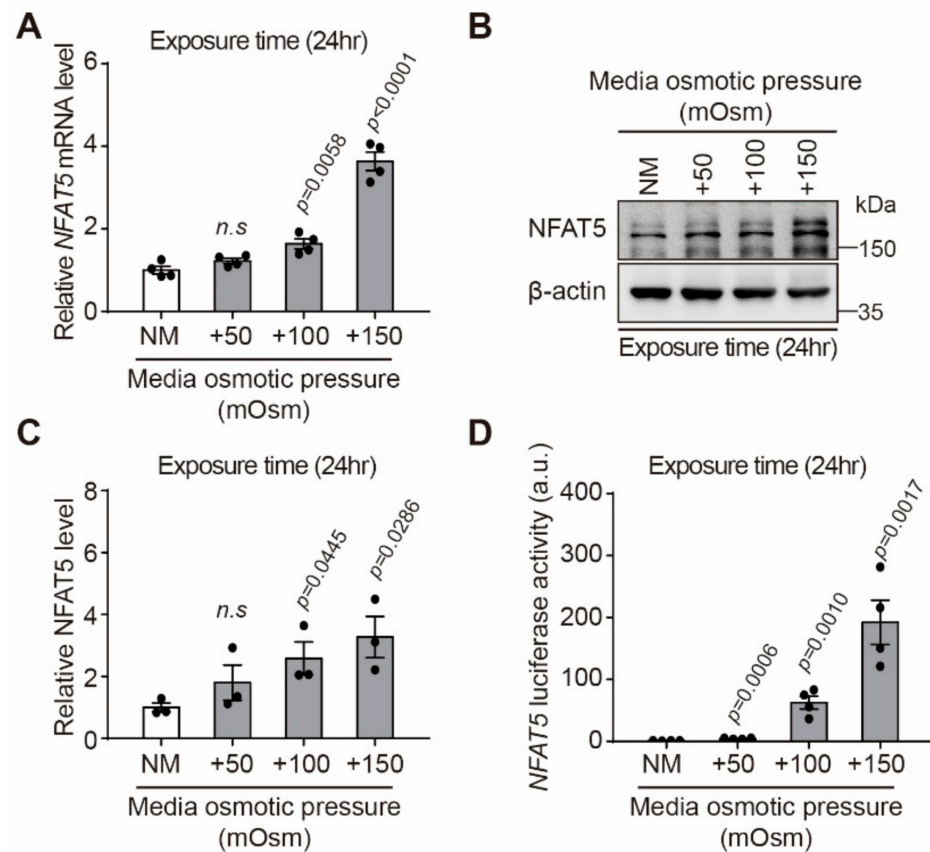 A
Exposure time (24hr)
Relative NFAT5 mRNA level
6
4
2
0
n.s
p=0.0058
p<0.0001
NM +50 +100 +150
Media osmotic pressure
(mOsm)
B
Media osmotic pressure
(mOsm)
NM +50 +100 +150
kDa
NFAT5
150
β-actin
35
Exposure time (24hr)
C
Exposure time (24hr)
Relative NFAT5 level
8
6
4
2
0
n.s
p=0.0445
p=0.0286
NM +50 +100 +150
Media osmotic pressure
(mOsm)
D
Exposure time (24hr)
NFAT5 luciferase activity (a.u.)
400
300
200
100
0
p=0.0006
p=0.0010
p=0.0017
NM +50 +100 +150
Media osmotic pressure
(mOsm)